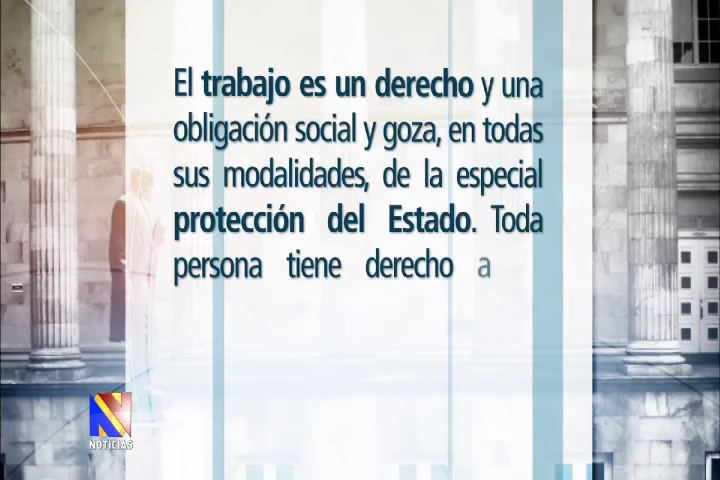 El trabajo es un derecho y una
obligación social y goza, en todas
sus modalidades, de la especial
protección del Estado. Toda
persona tiene derecho a
N
NOTICIAS